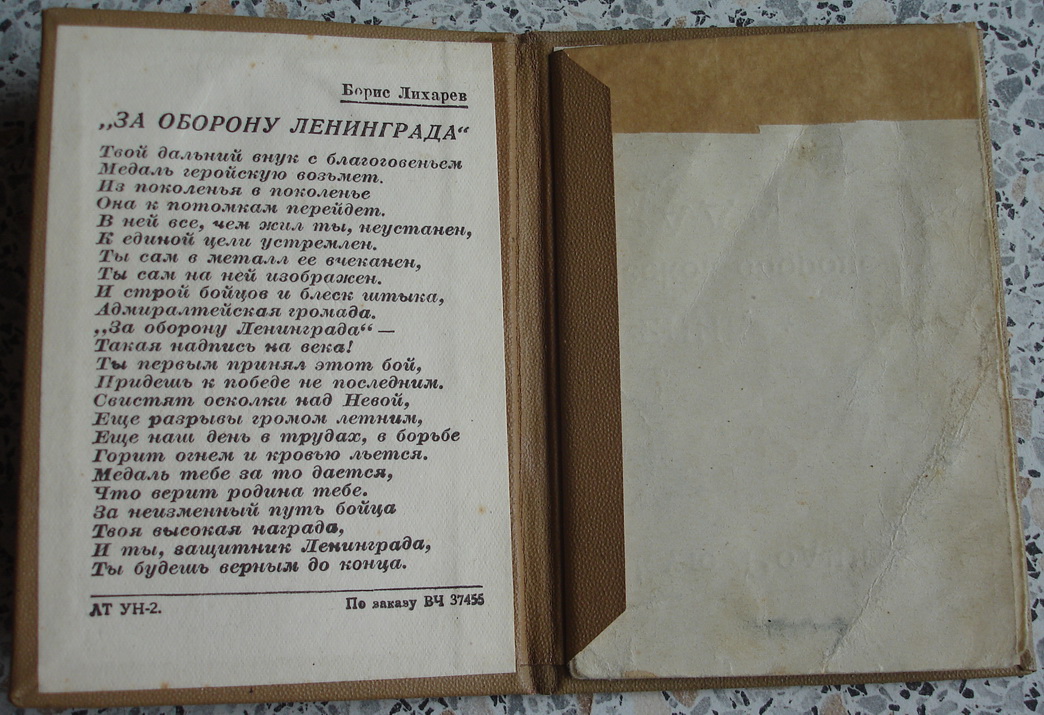 Борис Лихарев
„ЗА ОБОРОНУ ЛЕНИНГРАДА“
Твой дальний внук с благоговеньем
Медаль геройскую возьмет.
Из поколенья в поколенье
Она к потомкам перейдет.
В ней все, чем жил ты, неустанен,
К единой цели устремлен.
Ты сам в металл ее вчеканен,
Ты сам на ней изображен.
И строй бойцов и блеск штыка,
Адмиралтейская громада.
„За оборону Ленинграда“ —
Такая надпись на века!
Ты первым принял этот бой,
Придешь к победе не последним.
Свистят осколки над Невой,
Еще разрывы громом летним,
Еще наш день в трудах, в борьбе
Горит огнем и кровью льется.
Медаль тебе за то дается,
Что верит родина тебе.
За неизменный путь бойца
Твоя высокая награда,
И ты, защитник Ленинграда,
Ты будешь верным до конца.
ЛТ УН-2.
По заказу ВЧ 37455